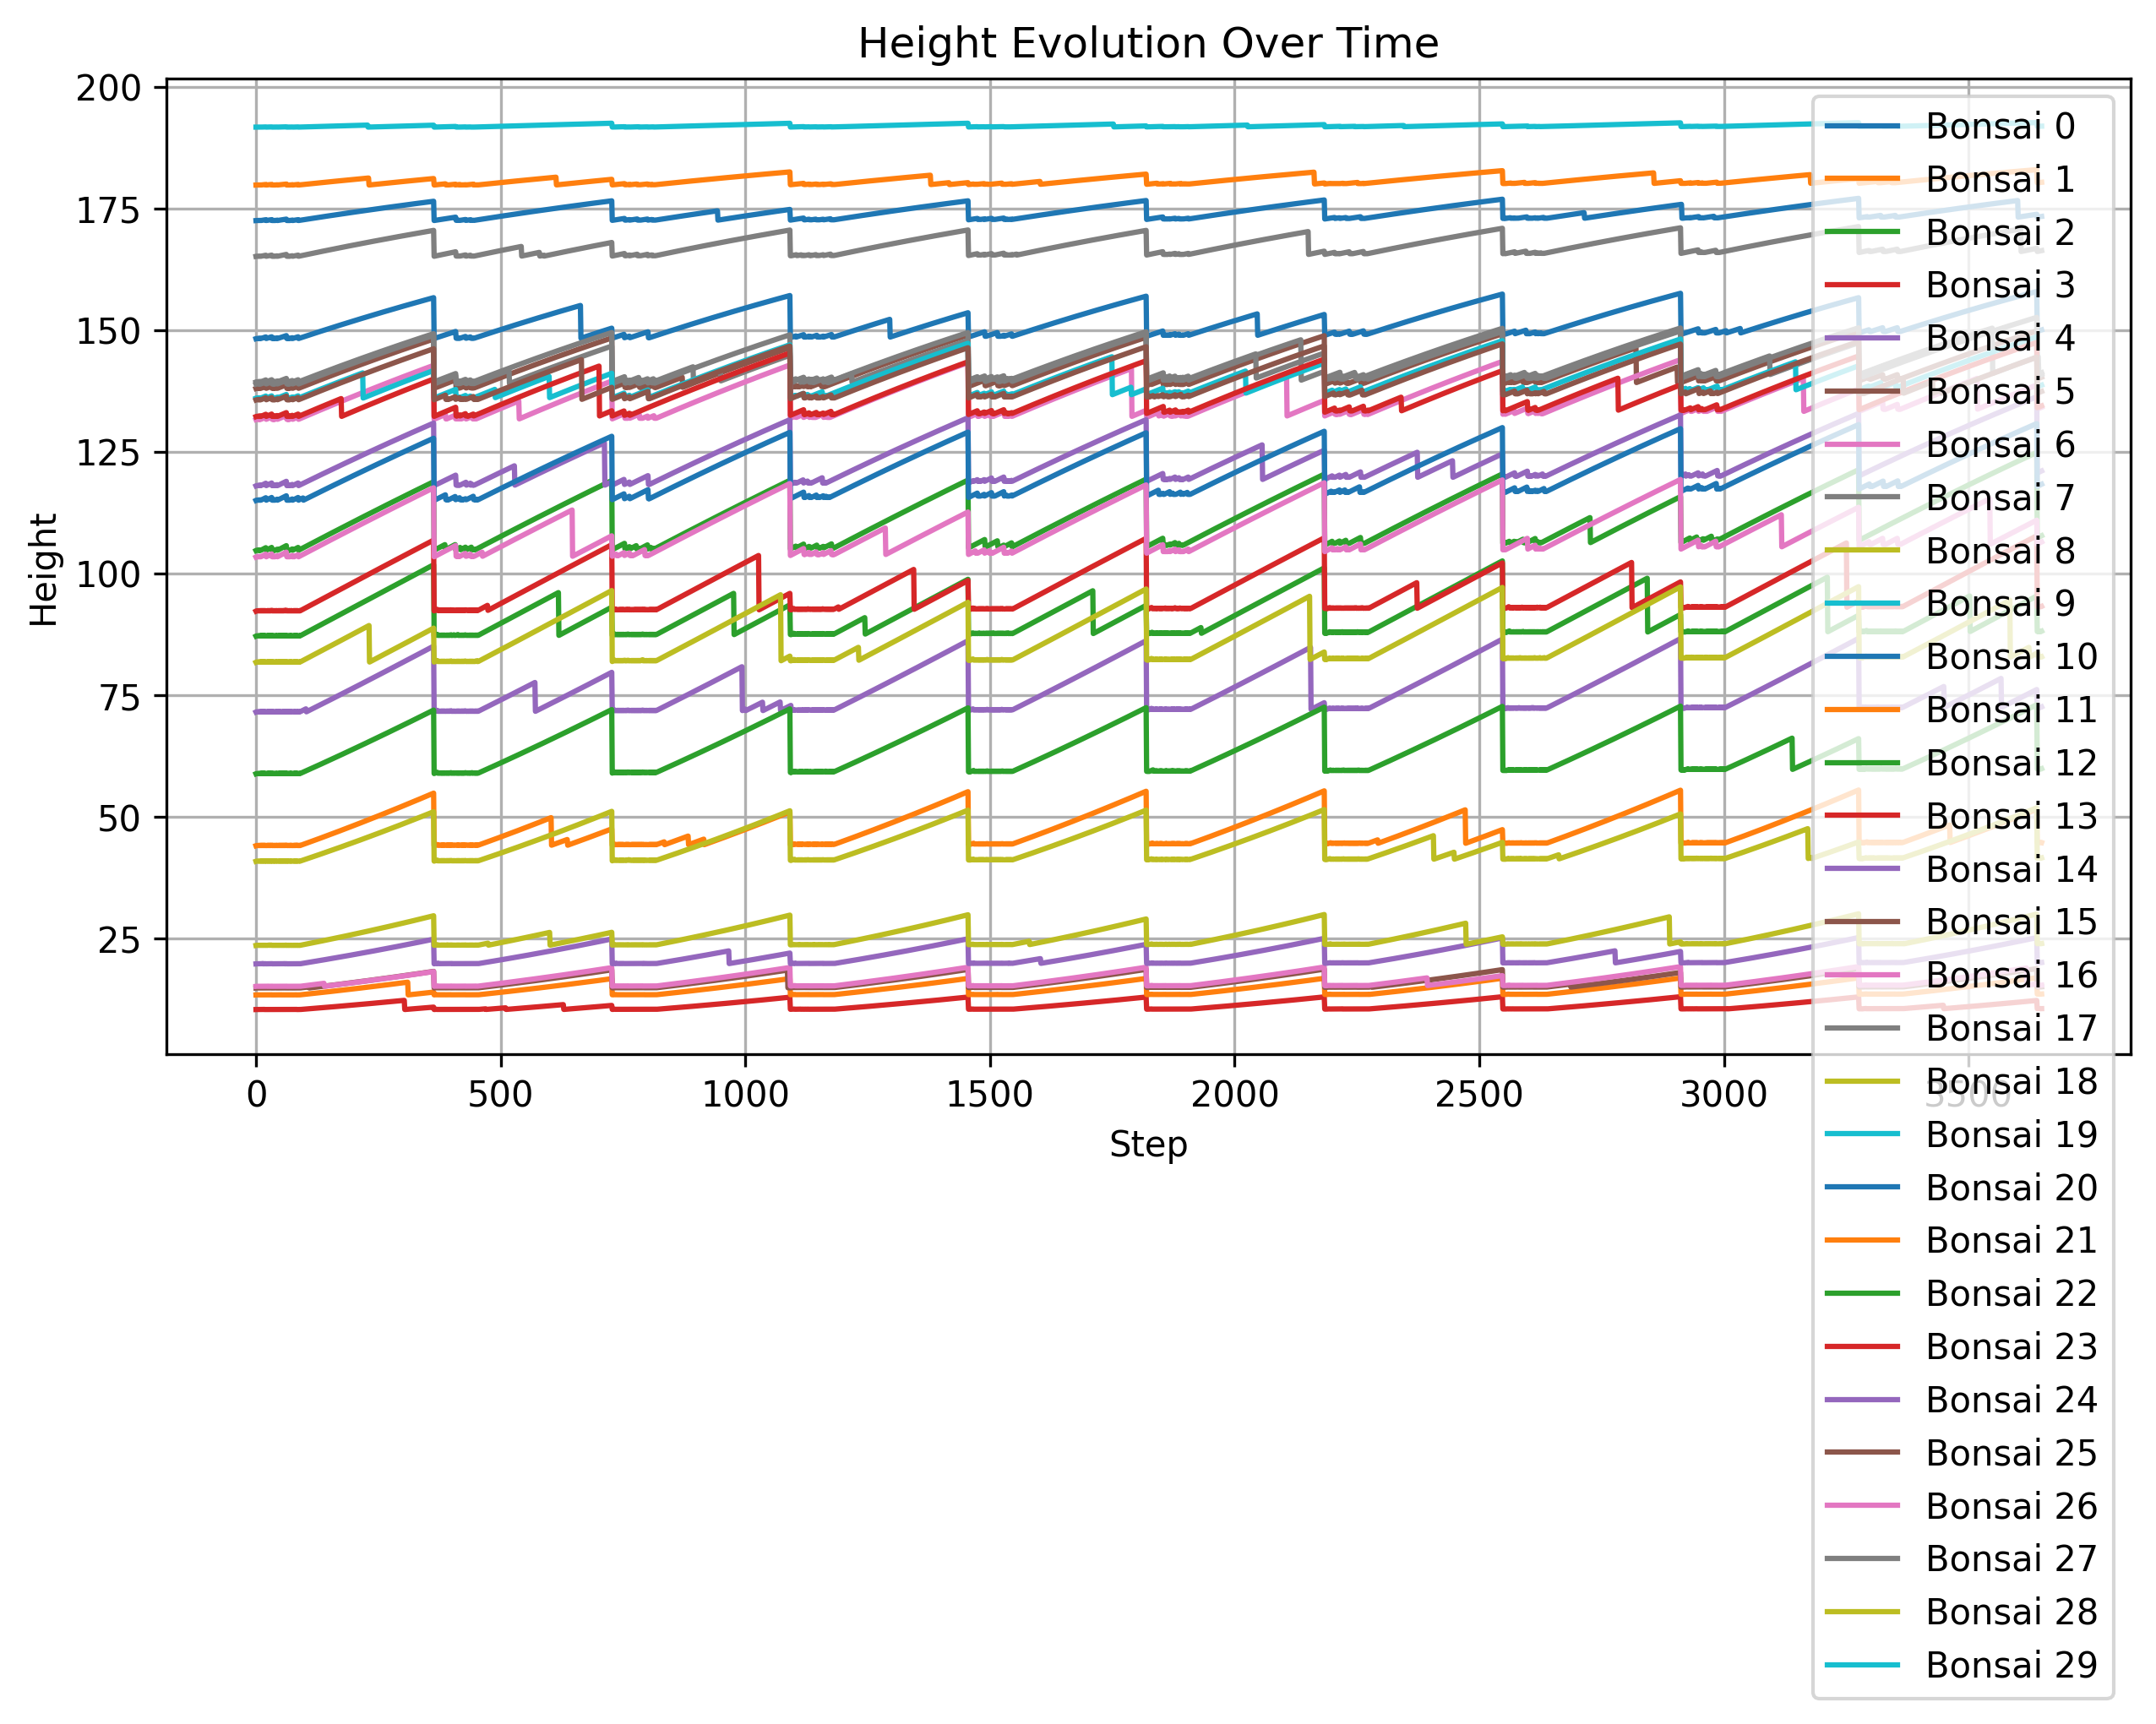 Height Evolution Over Time
200
175
150
125
100
75
50
25
Height
0
500
1000
1500
2000
2500
3000
3500
Step
Bonsai 0
Bonsai 1
Bonsai 2
Bonsai 3
Bonsai 4
Bonsai 5
Bonsai 6
Bonsai 7
Bonsai 8
Bonsai 9
Bonsai 10
Bonsai 11
Bonsai 12
Bonsai 13
Bonsai 14
Bonsai 15
Bonsai 16
Bonsai 17
Bonsai 18
Bonsai 19
Bonsai 20
Bonsai 21
Bonsai 22
Bonsai 23
Bonsai 24
Bonsai 25
Bonsai 26
Bonsai 27
Bonsai 28
Bonsai 29